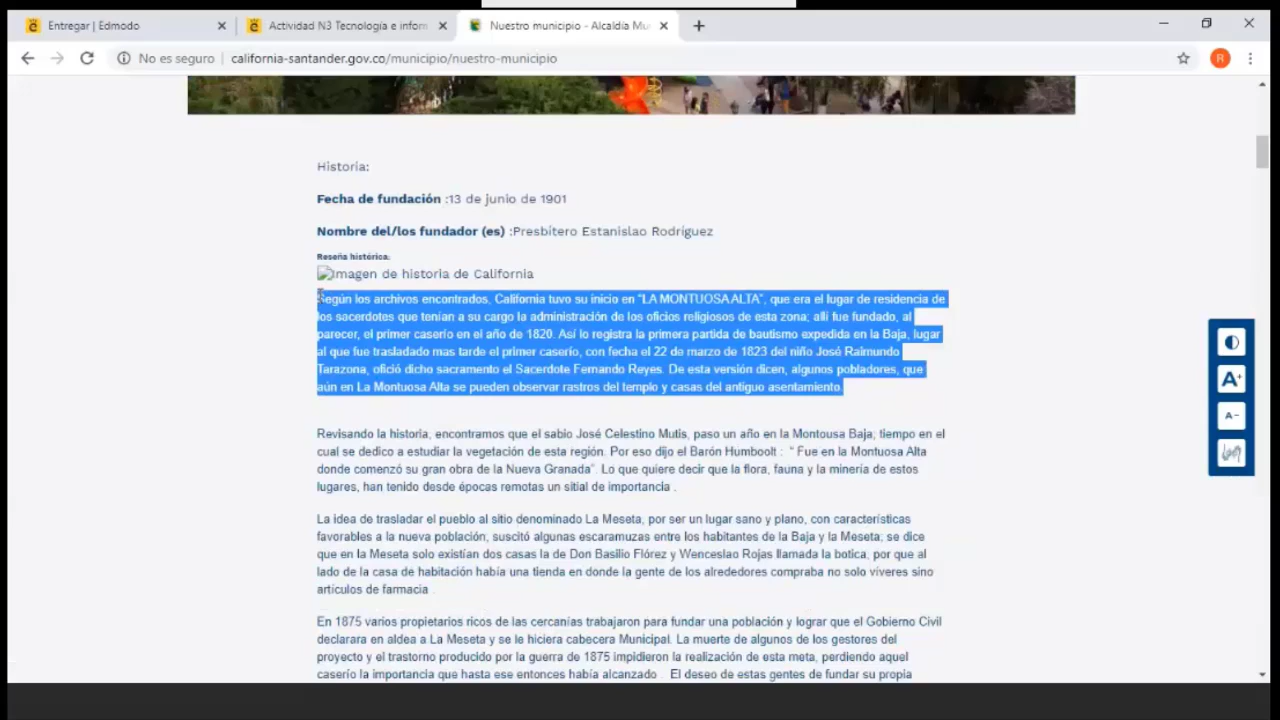 Entregar | Edmodo
Actividad N3 Tecnología e inform
Nuestro municipio - Alcaldía Mu
No es seguro
california-santander.gov.co/municipio/nuestro-municipio
R
Historia:
Fecha de fundación :13 de junio de 1901
Nombre del/los fundador (es) :Presbítero Estanislao Rodríguez
Reseña histórica:
Imagen de historia de California
Según los archivos encontrados, California tuvo su inicio en “LA MONTUOSA ALTA”, que era el lugar de residencia de
los sacerdotes que tenían a su cargo la administración de los oficios religiosos de esta zona; allí fue fundado, al
parecer, el primer caserío en el año de 1820. Así lo registra la primera partida de bautismo expedida en la Baja, lugar
al que fue trasladado mas tarde el primer caserío, con fecha el 22 de marzo de 1823 del niño José Raimundo
Tarazona, ofició dicho sacramento el Sacerdote Fernando Reyes. De esta versión dicen, algunos pobladores, que
aún en La Montuosa Alta se pueden observar rastros del templo y casas del antiguo asentamiento.
Revisando la historia, encontramos que el sabio José Celestino Mutis, paso un año en la Montousa Baja; tiempo en el
cual se dedico a estudiar la vegetación de esta región. Por eso dijo el Barón Humboolt : “ Fue en la Montuosa Alta
donde comenzó su gran obra de la Nueva Granada”. Lo que quiere decir que la flora, fauna y la minería de estos
lugares, han tenido desde épocas remotas un sitial de importancia .
La idea de trasladar el pueblo al sitio denominado La Meseta, por ser un lugar sano y plano, con características
favorables a la nueva población, suscitó algunas escaramuzas entre los habitantes de la Baja y la Meseta; se dice
que en la Meseta solo existían dos casas la de Don Basilio Flórez y Wenceslao Rojas llamada la botica, por que al
lado de la casa de habitación había una tienda en donde la gente de los alrededores compraba no solo viveres sino
artículos de farmacia .
En 1875 varios propietarios ricos de las cercanías trabajaron para fundar una población y lograr que el Gobierno Civil
declarara en aldea a La Meseta y se le hiciera cabecera Municipal. La muerte de algunos de los gestores del
proyecto y el trastorno producido por la guerra de 1875 impidieron la realización de esta meta, perdiendo aquel
caserío la importancia que hasta ese entonces había alcanzado . El deseo de estas gentes de fundar su propia
A+
A-